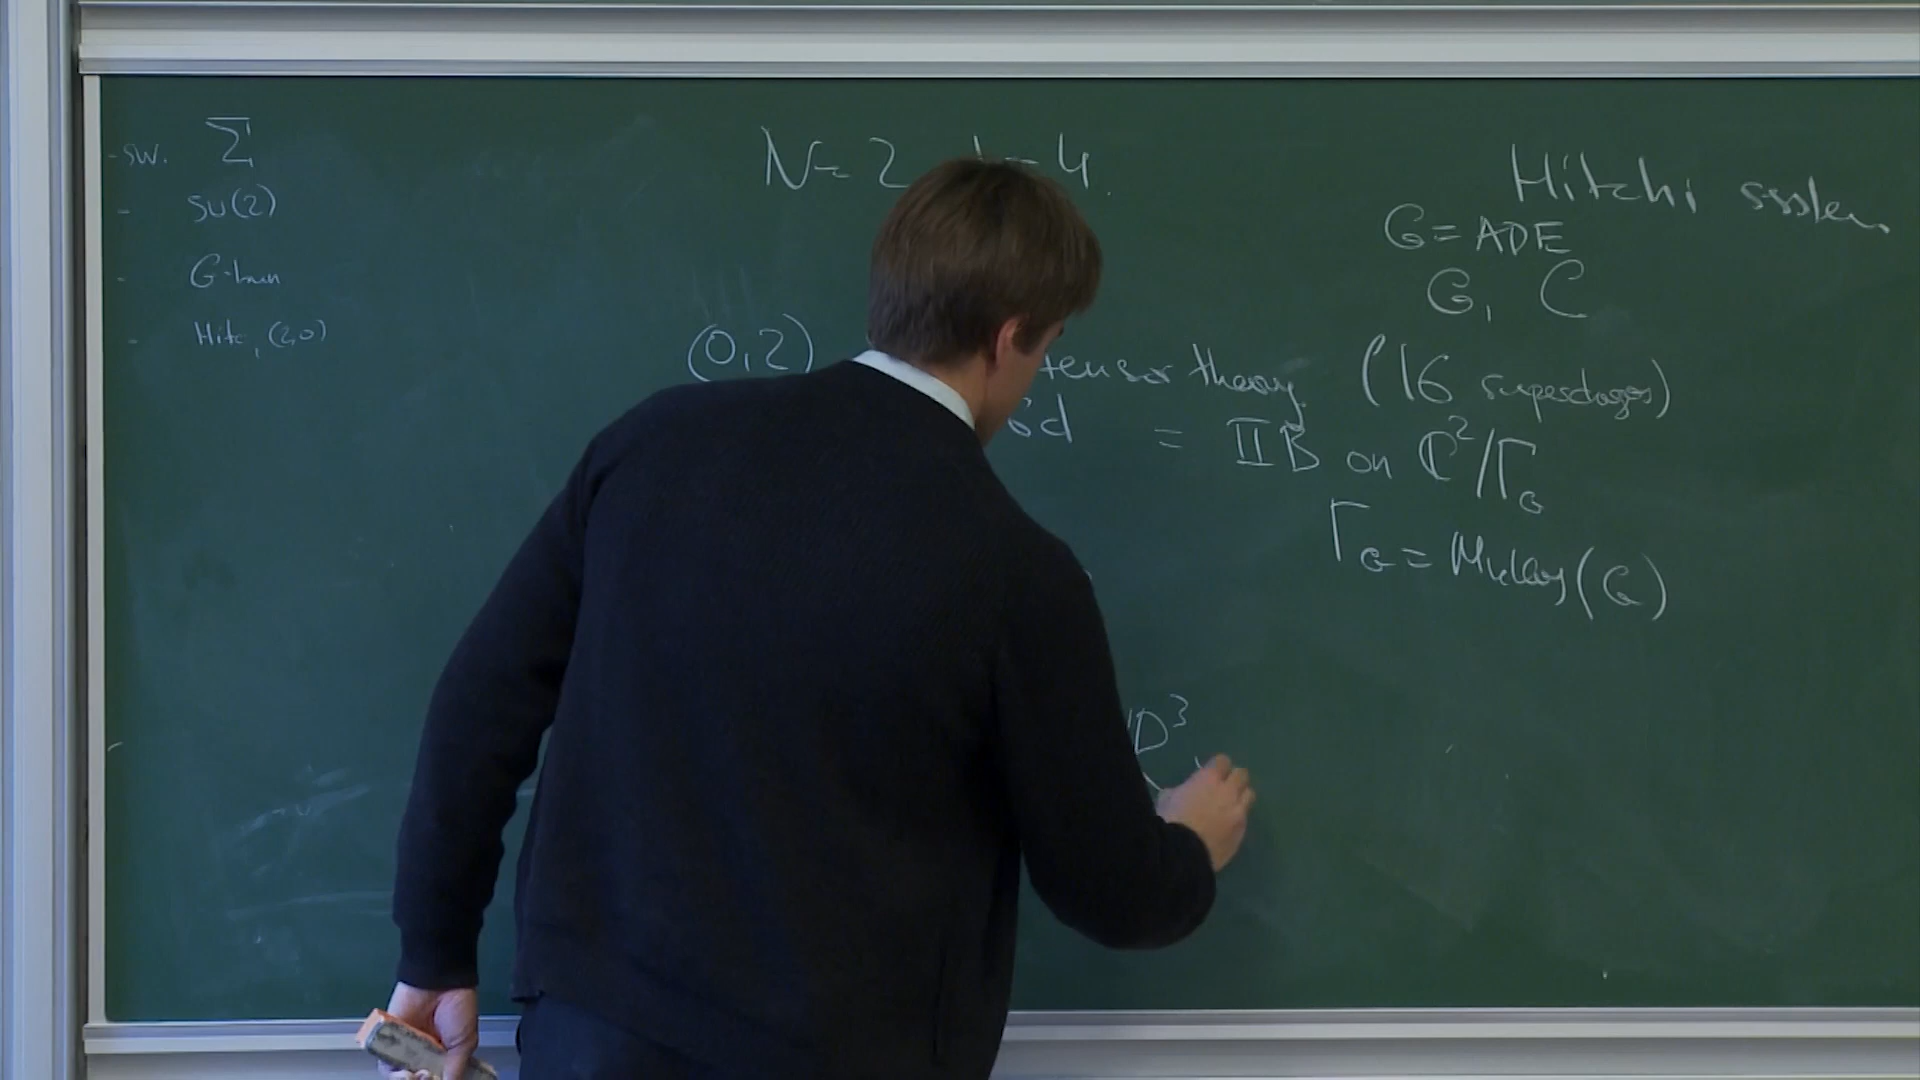 - SW. Σ
- SU(2)
- G-bun
- Hitc, (2,0)
N=2 = 4.
Hitchi system
G = ADE
G, C
(0,2) tensor theory (16 supercharges)
6d = IIB on ℂ²/Γ_G
Γ_G = McKay(G)